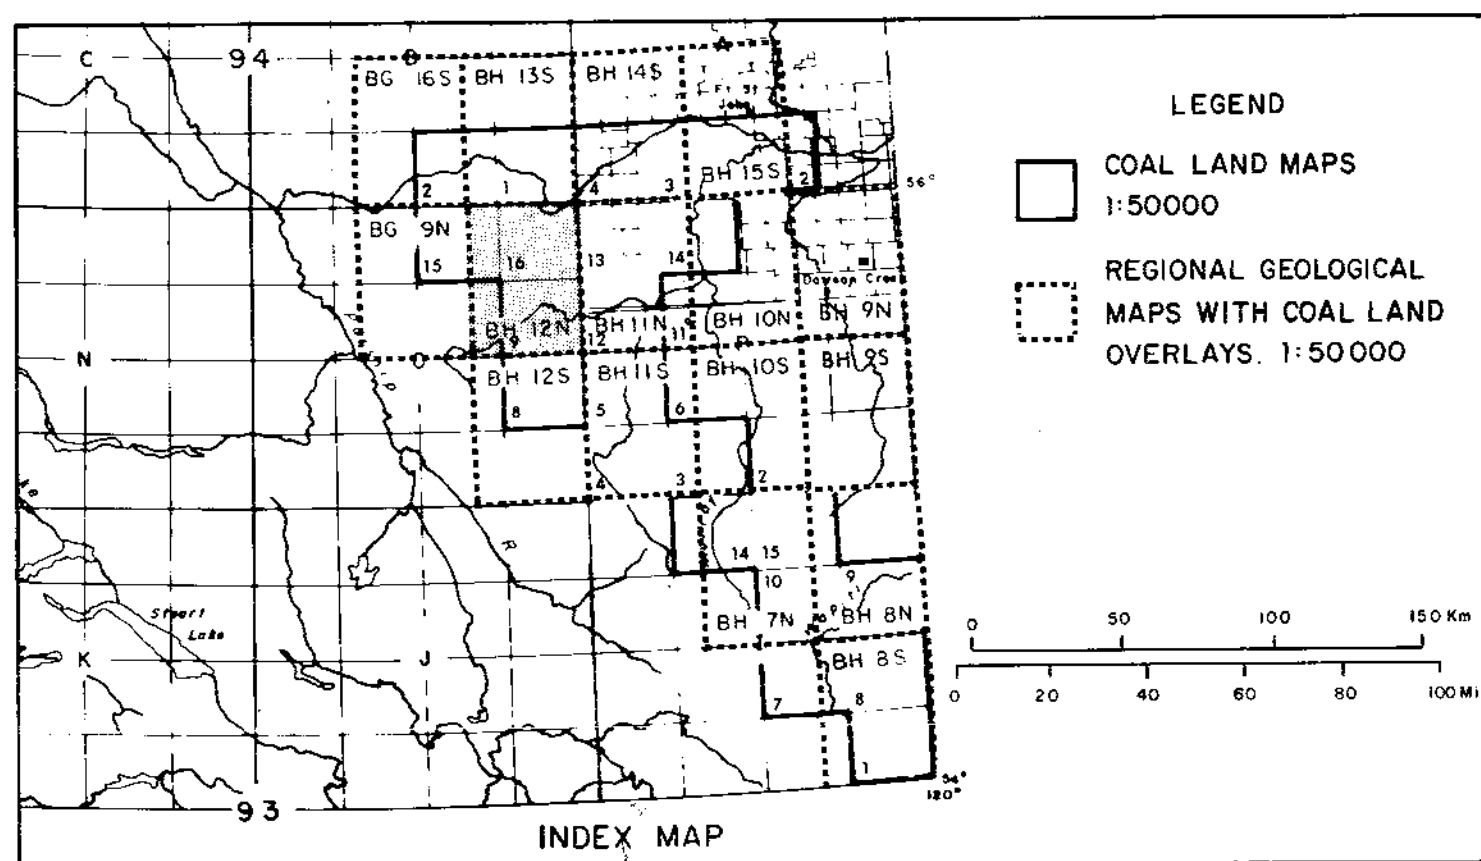 C 94 B A
BG 16S BH 13S BH 14S
Ft St
John
LEGEND
COAL LAND MAPS
1:50000
2 1 4 3 BH 15S 2
56°
BG 9N
15 16 13 14
Dawson Creek
REGIONAL GEOLOGICAL
MAPS WITH COAL LAND
OVERLAYS. 1:50000
BH 12N BH 11N 11 BH 10N BH 9N
9 12
N O P
BH 12S BH 11S BH 10S BH 9S
8 5 6
4 3 2
R
14 15
10 9
Stuart
Lake
BH 7N BH 8N
K J
BH 8S
7 8
1
54°
120°
0 50 100 150 Km
0 20 40 60 80 100 Mi
93
INDEX MAP